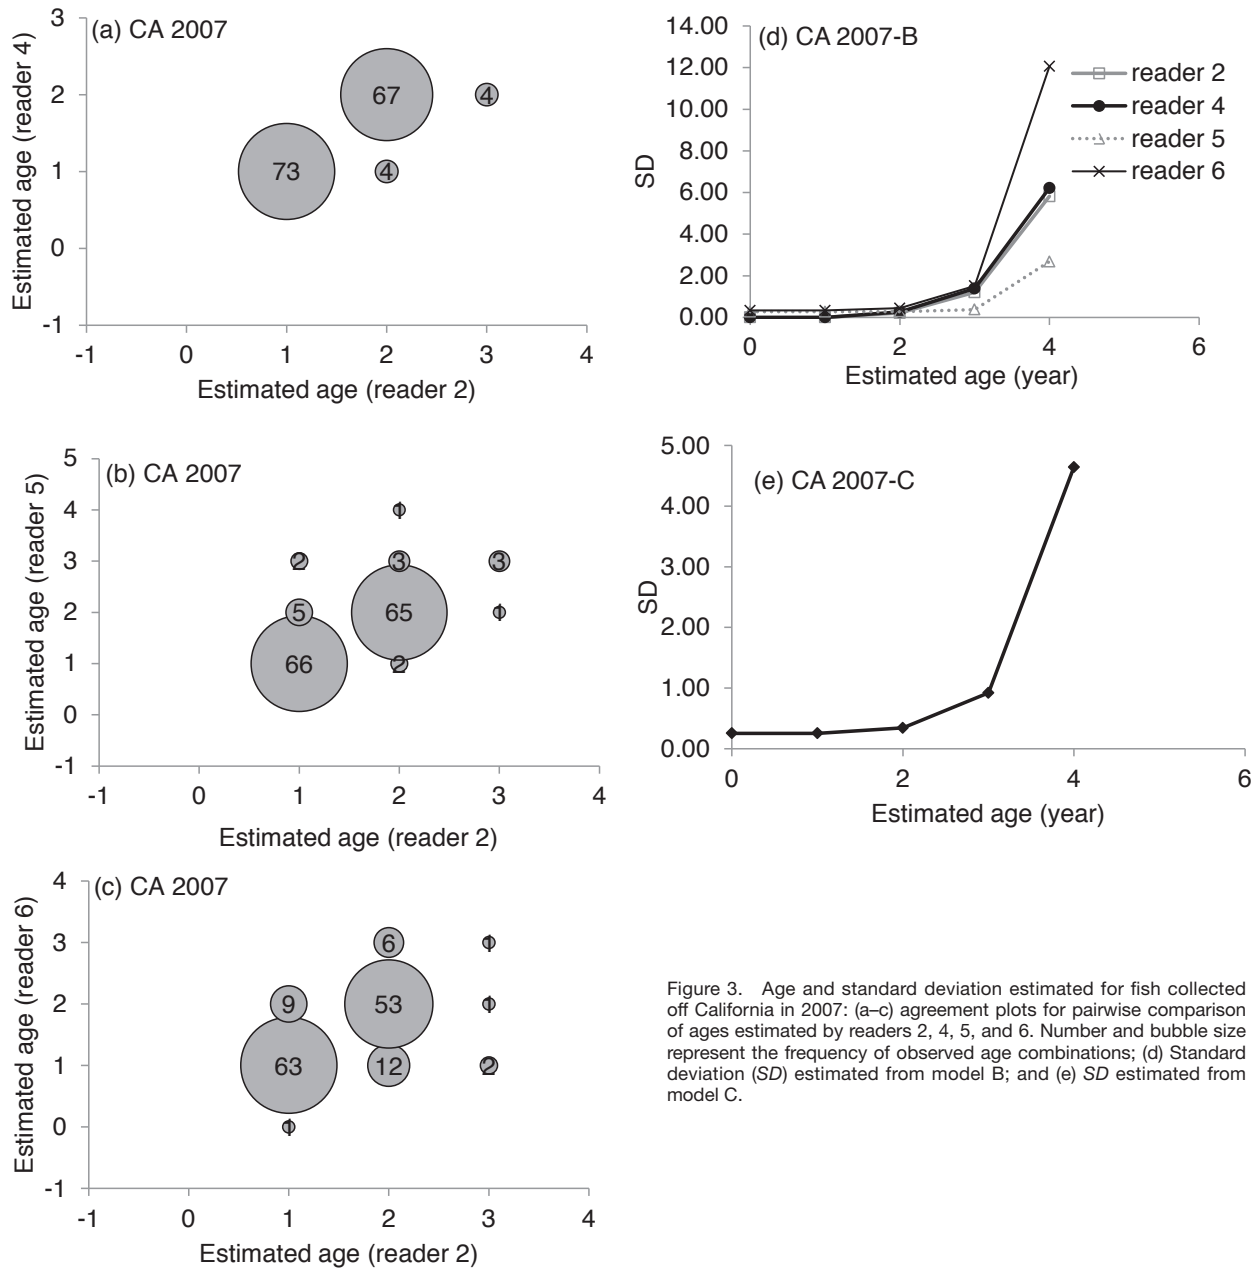 (a) CA 2007
Estimated age (reader 4)
3
2
1
0
-1
67
4
73
4
-1 0 1 2 3 4
Estimated age (reader 2)
(d) CA 2007-B
SD
14.00
12.00
10.00
8.00
6.00
4.00
2.00
0.00
reader 2
reader 4
reader 5
reader 6
0 2 4 6
Estimated age (year)
(b) CA 2007
Estimated age (reader 5)
5
4
3
2
1
0
-1
1
2 3 3
5 65 1
66 2
-1 0 1 2 3 4
Estimated age (reader 2)
(e) CA 2007-C
SD
5.00
4.00
3.00
2.00
1.00
0.00
0 2 4 6
Estimated age (year)
(c) CA 2007
Estimated age (reader 6)
4
3
2
1
0
-1
6 1
9 53 1
63 12 2
1
-1 0 1 2 3 4
Estimated age (reader 2)
Figure 3. Age and standard deviation estimated for fish collected
off California in 2007: (a–c) agreement plots for pairwise comparison
of ages estimated by readers 2, 4, 5, and 6. Number and bubble size
represent the frequency of observed age combinations; (d) Standard
deviation (SD) estimated from model B; and (e) SD estimated from
model C.